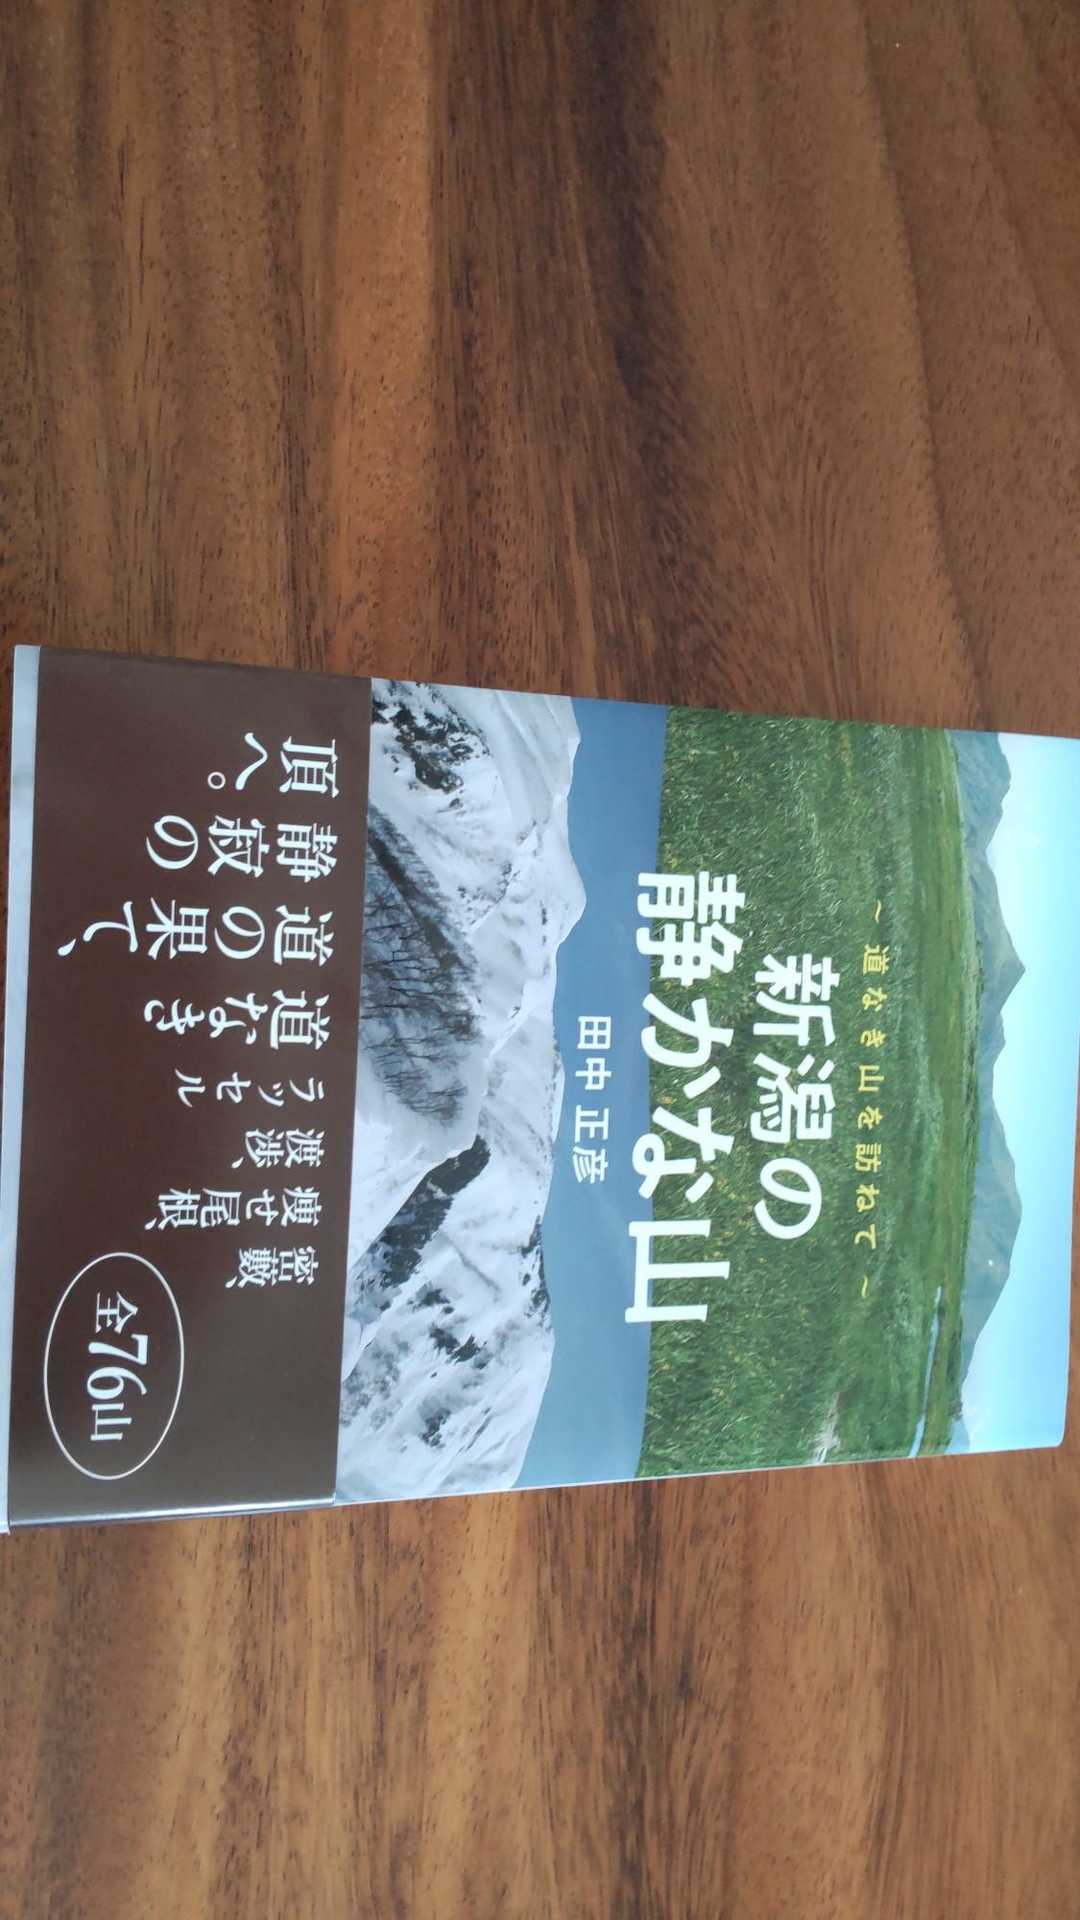 ～道なき山を訪ねて～
新潟の
静かな山
田中 正彦
密藪、
痩せ尾根、
渡渉、
ラッセル
道なき
道の果て、
静寂の
頂へ。
全76山